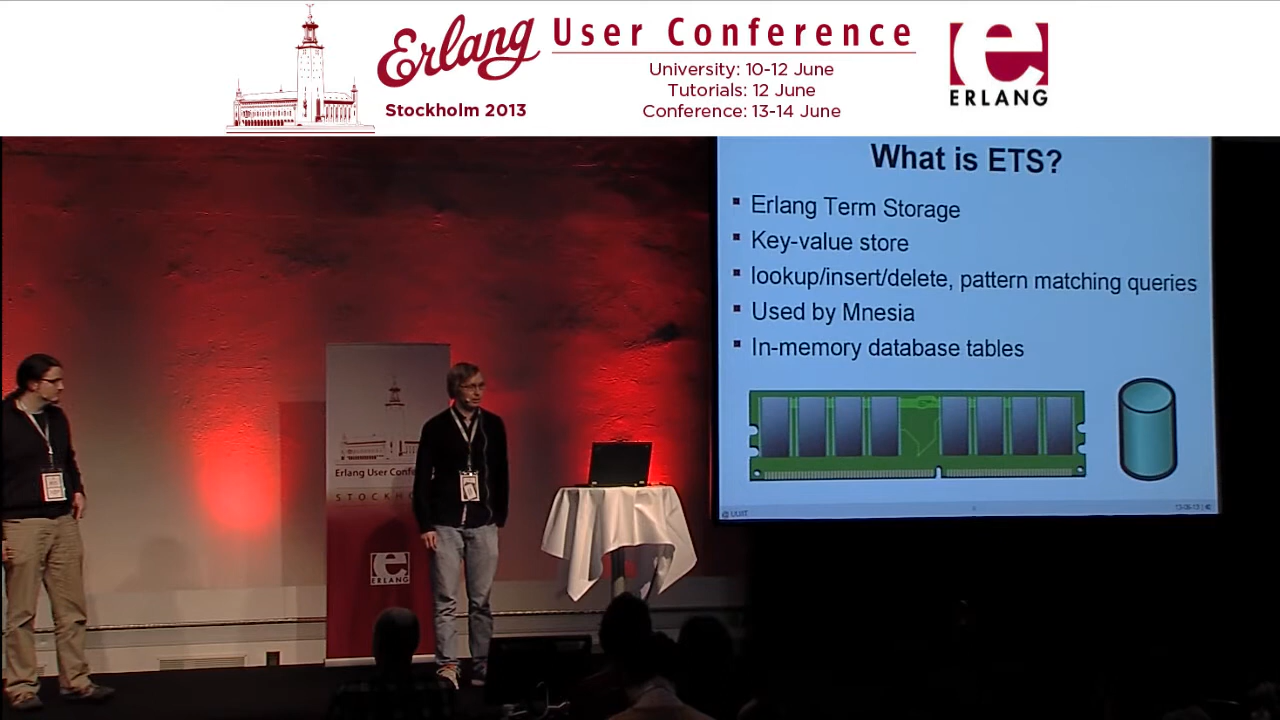 Erlang User Conference
Stockholm 2013
University: 10-12 June
Tutorials: 12 June
Conference: 13-14 June
ERLANG
What is ETS?
Erlang Term Storage
Key-value store
lookup/insert/delete, pattern matching queries
Used by Mnesia
In-memory database tables
Erlang User Confe
STOCKH
ERLANG